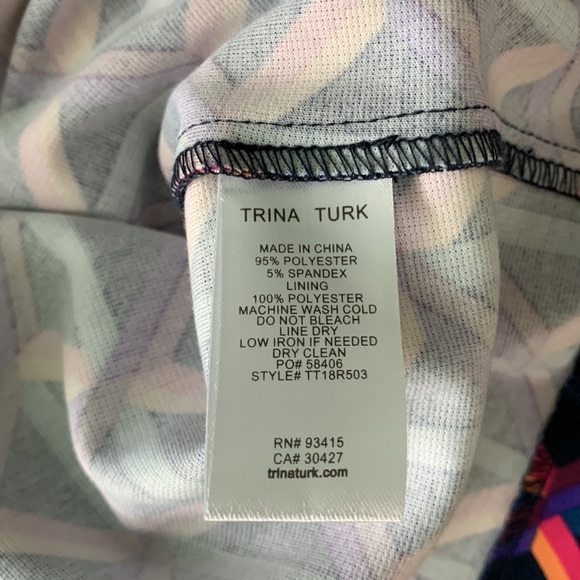 TRINA TURK
MADE IN CHINA
95% POLYESTER
5% SPANDEX
LINING
100% POLYESTER
MACHINE WASH COLD
DO NOT BLEACH
LINE DRY
LOW IRON IF NEEDED
DRY CLEAN
PO# 58406
STYLE# TT18R503
RN# 93415
CA# 30427
trinaturk.com